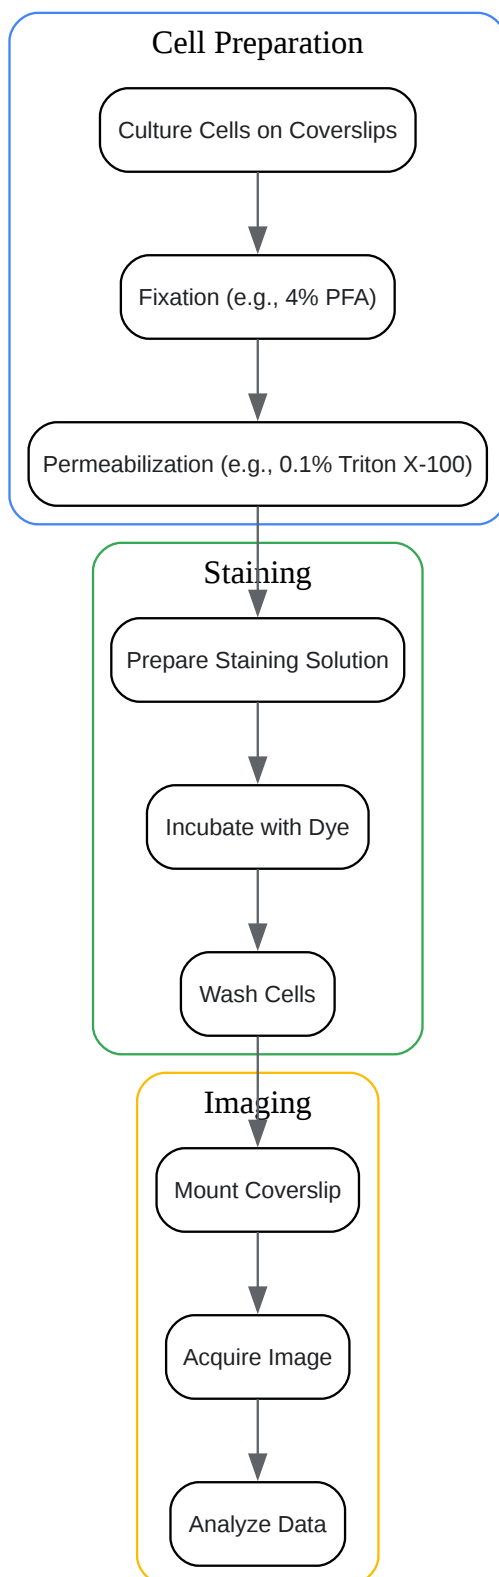 Cell Preparation
Culture Cells on Coverslips
Fixation (e.g., 4% PFA)
Permeabilization (e.g., 0.1% Triton X-100)
Staining
Prepare Staining Solution
Incubate with Dye
Wash Cells
Imaging
Mount Coverslip
Acquire Image
Analyze Data